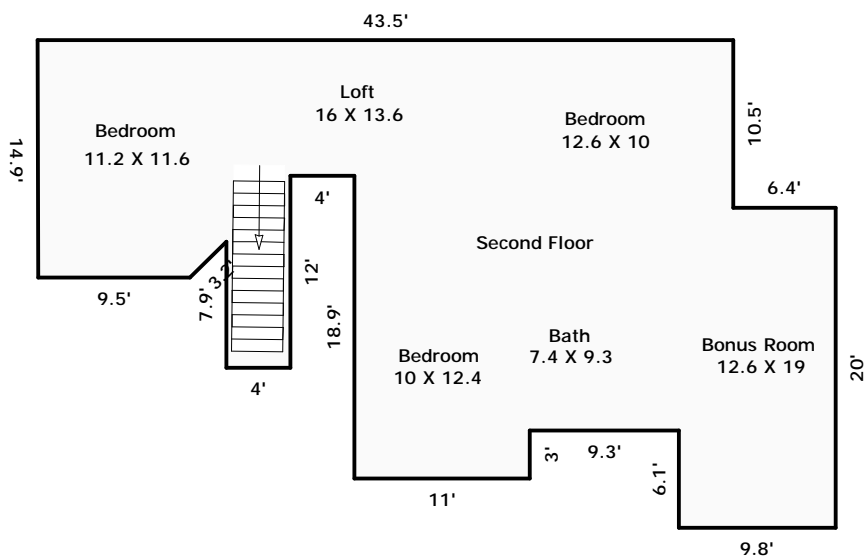 43.5'
Loft
16 X 13.6
Bedroom
12.6 X 10
10.5'
Bedroom
11.2 X 11.6
14.9'
4'
6.4'
Second Floor
3.2'
12'
9.5'
7.9'
18.9'
Bath
7.4 X 9.3
Bonus Room
12.6 X 19
Bedroom
10 X 12.4
20'
4'
3'
9.3'
6.1'
11'
9.8'